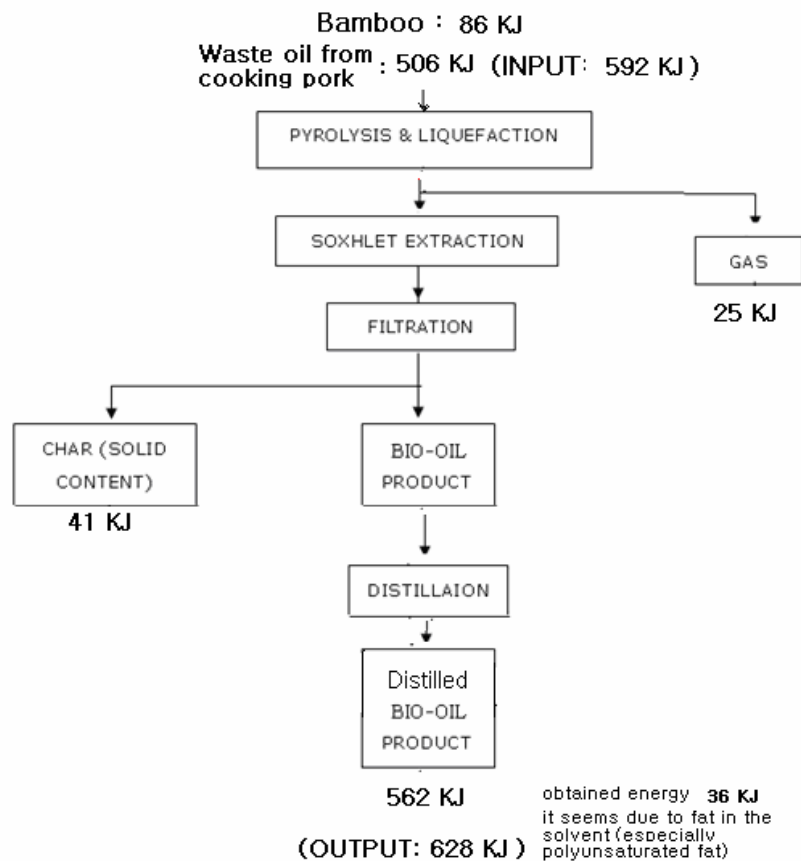 Bamboo : 86 KJ
Waste oil from
cooking pork : 506 KJ (INPUT: 592 KJ)
PYROLYSIS & LIQUEFACTION
SOXHLET EXTRACTION
GAS
25 KJ
FILTRATION
CHAR (SOLID
CONTENT)
41 KJ
BIO-OIL
PRODUCT
DISTILLAION
Distilled
BIO-OIL
PRODUCT
562 KJ
(OUTPUT: 628 KJ)
obtained energy 36 KJ
it seems due to fat in the
solvent (especially
polyunsaturated fat)